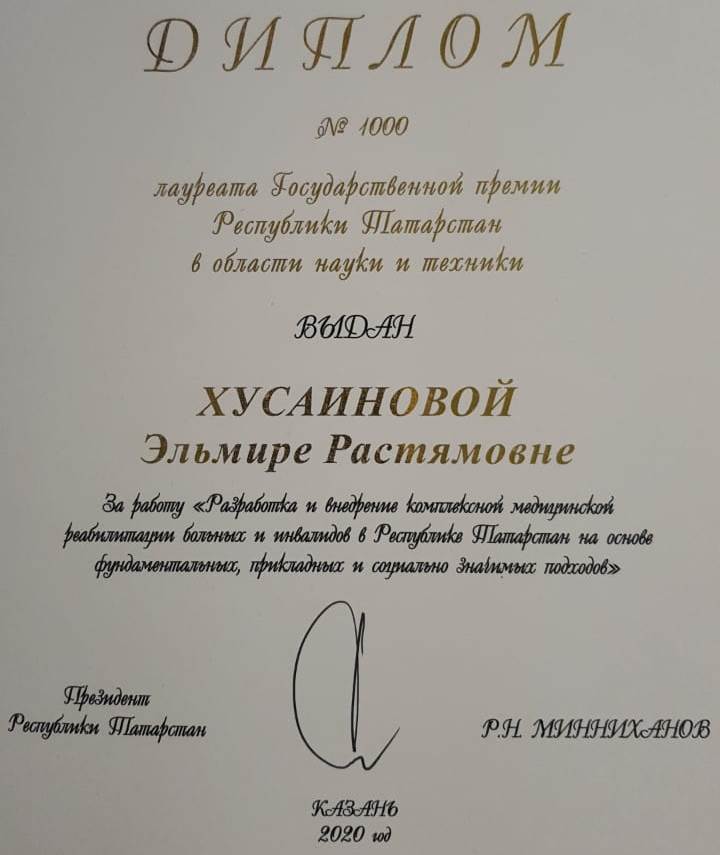 ДИПЛОМ
№ 1000
лауреата Государственной премии
Республики Татарстан
в области науки и техники
ВЫДАН
ХУСАИНОВОЙ
Эльмире Растямовне
За работу «Разработка и внедрение комплексной медицинской
реабилитации больных и инвалидов в Республике Татарстан на основе
фундаментальных, прикладных и социально значимых подходов»
Президент
Республики Татарстан
Р.Н. МИННИХАНОВ
КАЗАНЬ
2020 год